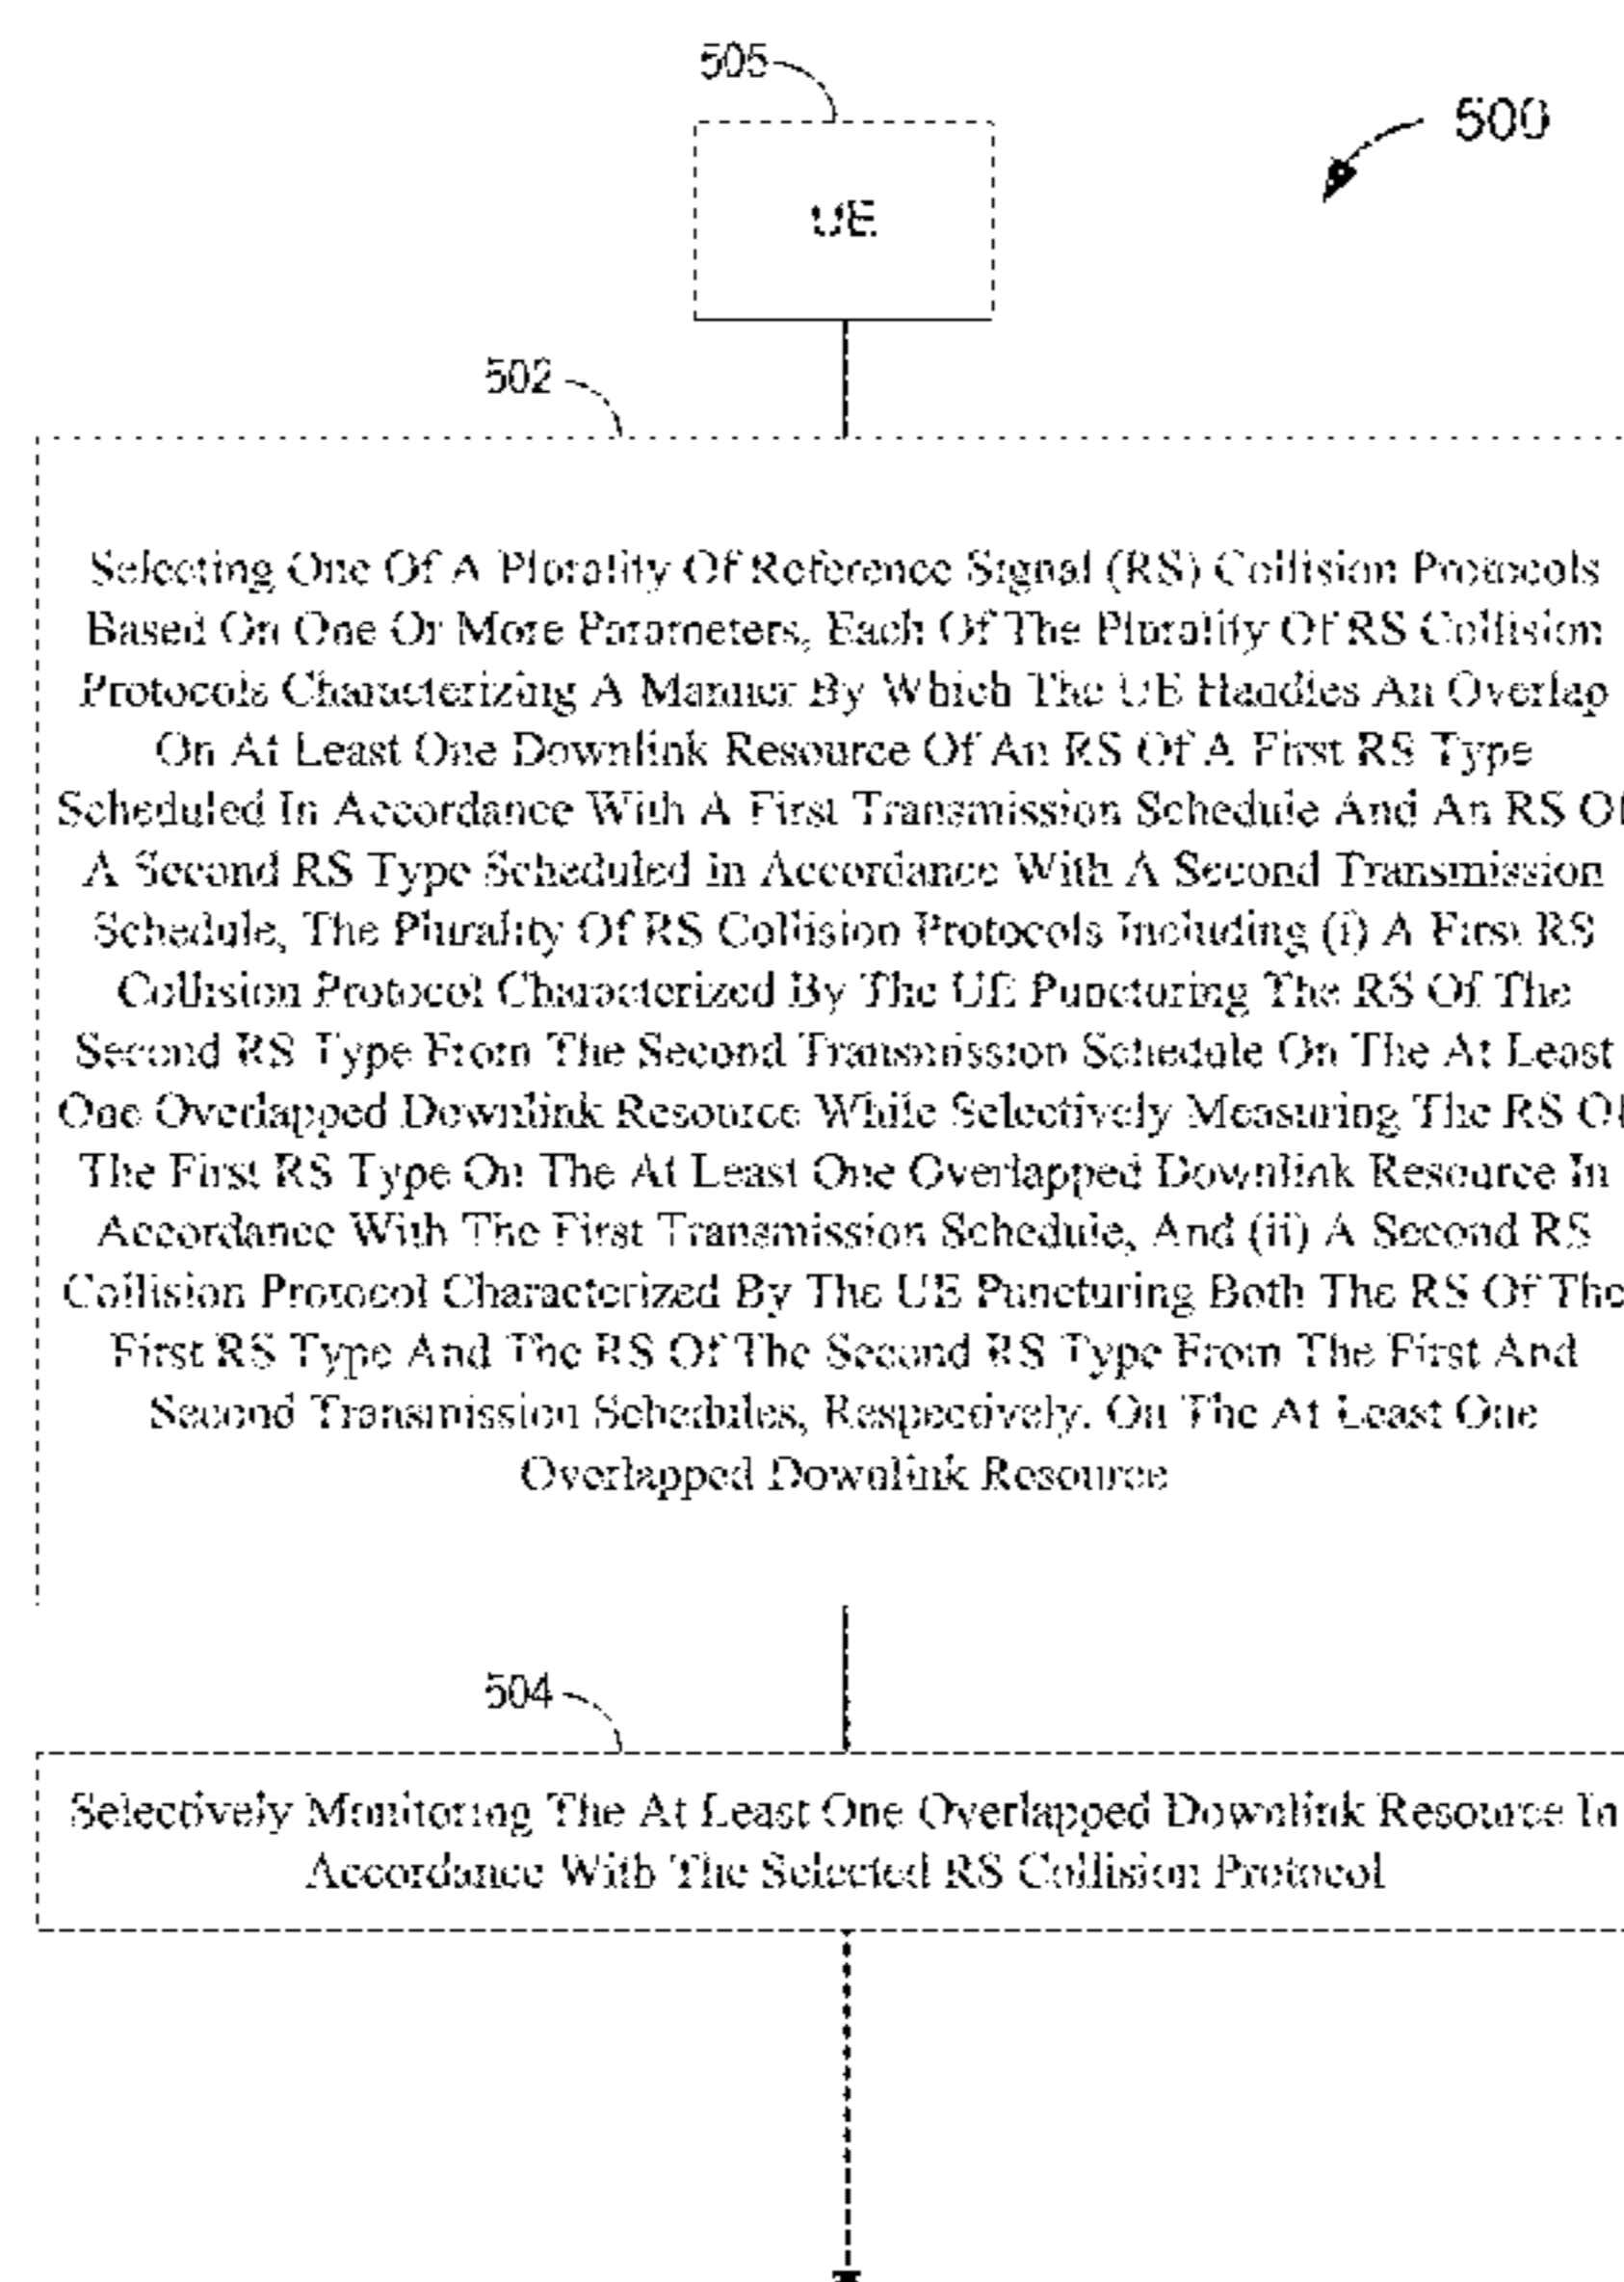 505
500
UE
502
Selecting One Of A Plurality Of Reference Signal (RS) Collision Protocols
Based On One Or More Parameters, Each Of The Plurality Of RS Collision
Protocols Characterizing A Manner By Which The UE Handles An Overlap
On At Least One Downlink Resource Of An RS Of A First RS Type
Scheduled In Accordance With A First Transmission Schedule And An RS Of
A Second RS Type Scheduled in Accordance With A Second Transmission
Schedule, The Plurality Of RS Collision Protocols Including (i) A First RS
Collision Protocol Characterized By The UE Puncturing The RS Of The
Second RS Type From The Second Transmission Schedule On The At Least
One Overlapped Downlink Resource While Selectively Measuring The RS Of
The First RS Type On The At Least One Overlapped Downlink Resource In
Accordance With The First Transmission Schedule, And (ii) A Second RS
Collision Protocol Characterized By The UE Puncturing Both The RS Of The
First RS Type And The RS Of The Second RS Type From The First And
Second Transmission Schedules, Respectively. On The At Least One
Overlapped Downlink Resource
504
Selectively Monitoring The At Least One Overlapped Downlink Resource In
Accordance With The Selected RS Collision Protocol